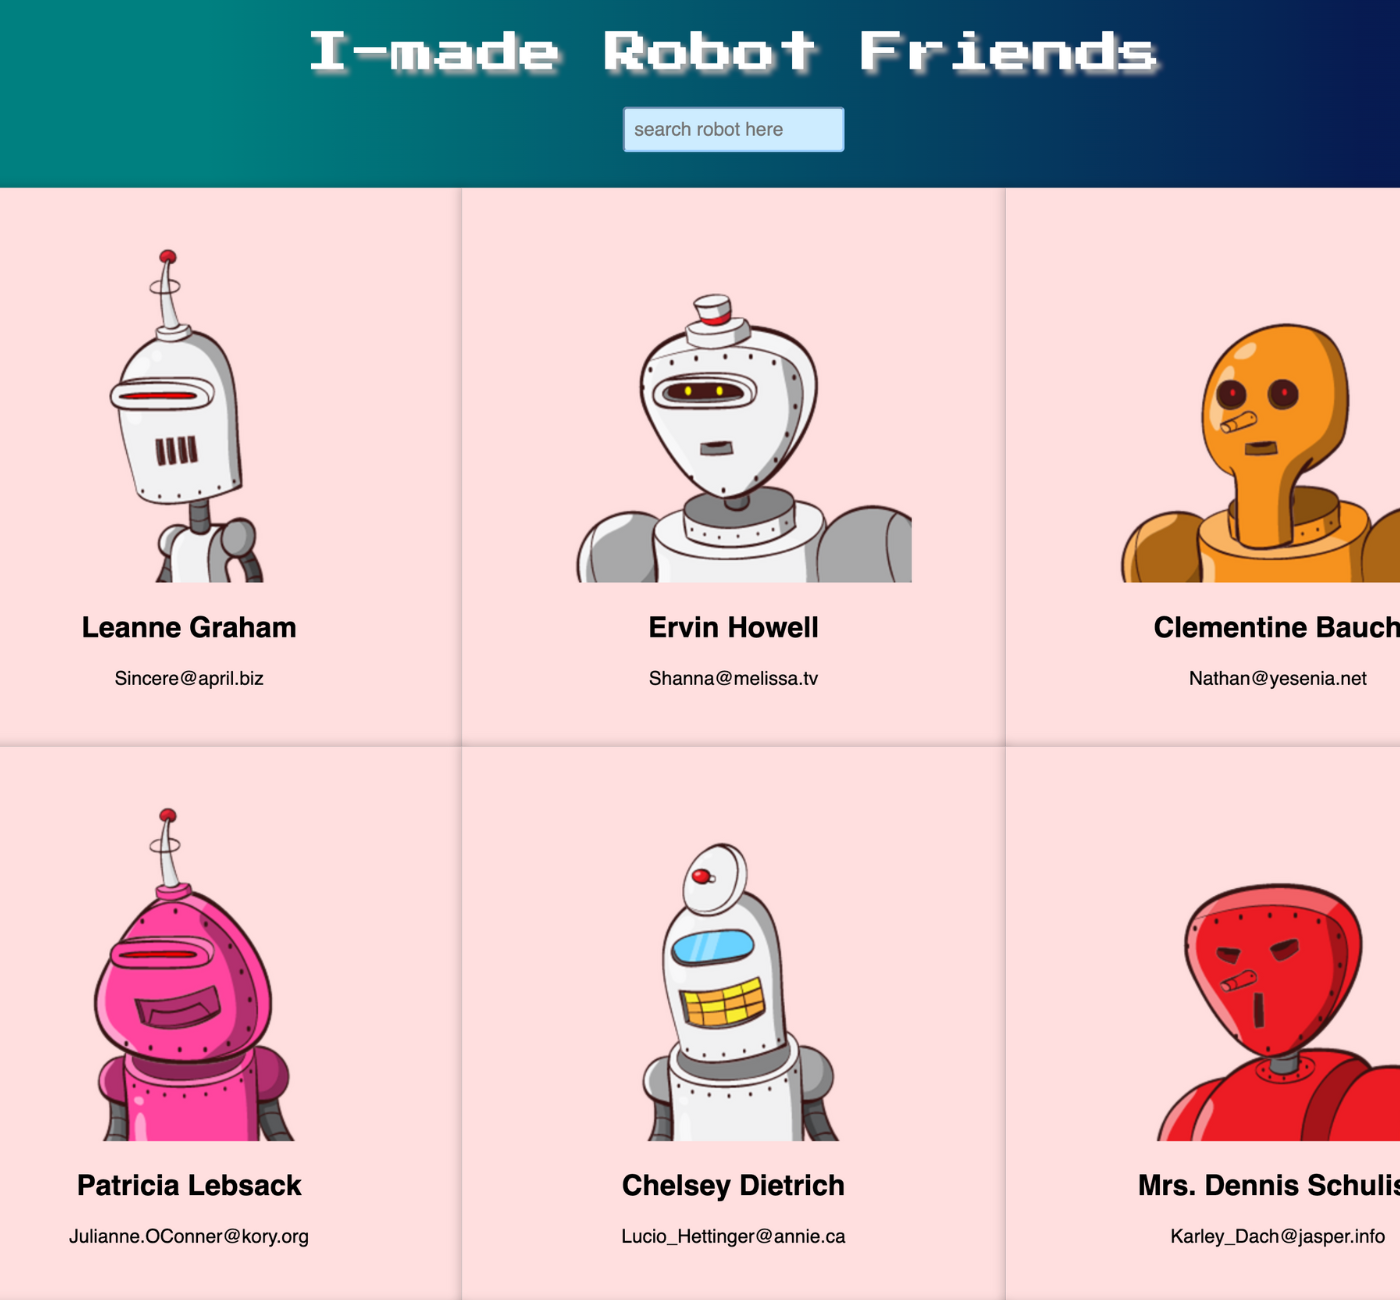 I-made Robot Friends
search robot here
Leanne Graham
Ervin Howell
Clementine Bauch
Sincere@april.biz
Shanna@melissa.tv
Nathan@yesenia.net
Patricia Lebsack
Chelsey Dietrich
Mrs. Dennis
Julianne.OConner@kory.org
Lucio_Hettinger@annie.ca
Karley_Dach@jasper.info